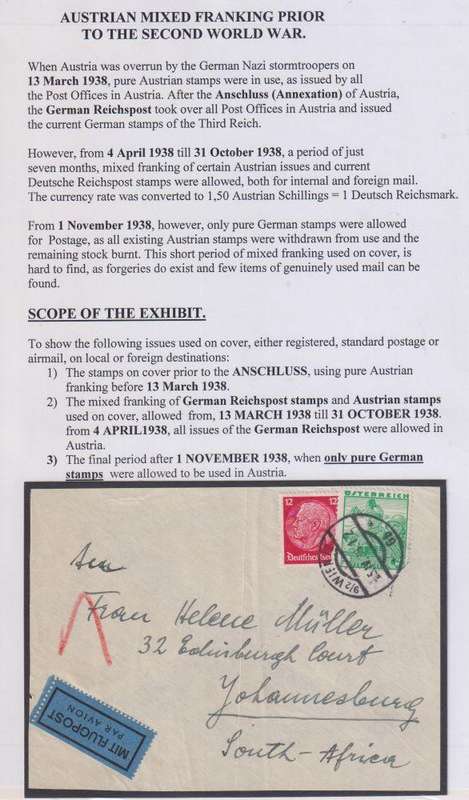 AUSTRIAN MIXED FRANKING PRIOR
TO THE SECOND WORLD WAR.
When Austria was overrun by the German Nazi stormtroopers on
13 March 1938, pure Austrian stamps were in use, as issued by all
the Post Offices in Austria. After the Anschluss (Annexation) of Austria,
the German Reichspost took over all Post Offices in Austria and issued
the current German stamps of the Third Reich.
However, from 4 April 1938 till 31 October 1938, a period of just
seven months, mixed franking of certain Austrian issues and current
Deutsche Reichspost stamps were allowed, both for internal and foreign mail.
The currency rate was converted to 1,50 Austrian Schillings = 1 Deutsch Reichsmark.
From 1 November 1938, however, only pure German stamps were allowed
for Postage, as all existing Austrian stamps were withdrawn from use and the
remaining stock burnt. This short period of mixed franking used on cover, is
hard to find, as forgeries do exist and few items of genuinely used mail can be
found.
SCOPE OF THE EXHIBIT.
To show the following issues used on cover, either registered, standard postage or
airmail, on local or foreign destinations:
1) The stamps on cover prior to the ANSCHLUSS, using pure Austrian
franking before 13 March 1938.
2) The mixed franking of German Reichspost stamps and Austrian stamps
used on cover, allowed from, 13 MARCH 1938 till 31 OCTOBER 1938.
from 4 APRIL1938, all issues of the German Reichspost were allowed in
Austria.
3) The final period after 1 NOVEMBER 1938, when only pure German
stamps were allowed to be used in Austria.
12 12
Deutsches Reich
ÖSTERREICH
9/2 WIEN
An
Frau Helene Müller
32 Edinburgh Court
Johannesburg
South-Africa
MIT FLUGPOST
PAR AVION